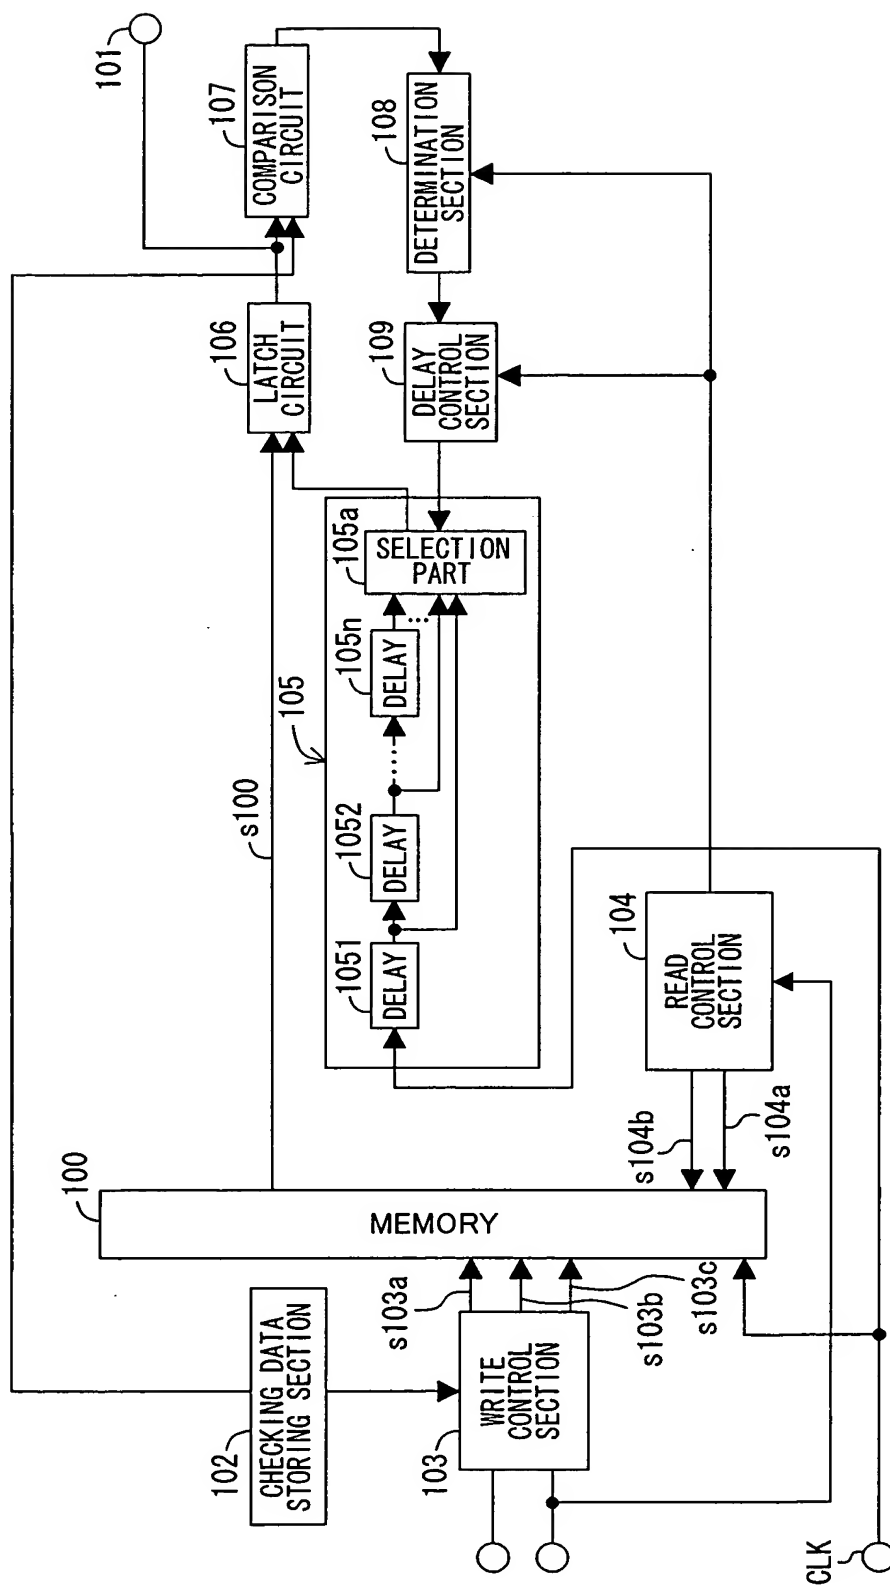 101
107
COMPARISON
CIRCUIT
108
DETERMINATION
SECTION
106
LATCH
CIRCUIT
109
DELAY
CONTROL
SECTION
105a
SELECTION
PART
105n
DELAY
105
1052
DELAY
1051
DELAY
s100
104
READ
CONTROL
SECTION
s104b
s104a
100
MEMORY
s103a
s103b
s103c
102
CHECKING DATA
STORING SECTION
103
WRITE
CONTROL
SECTION
CLK